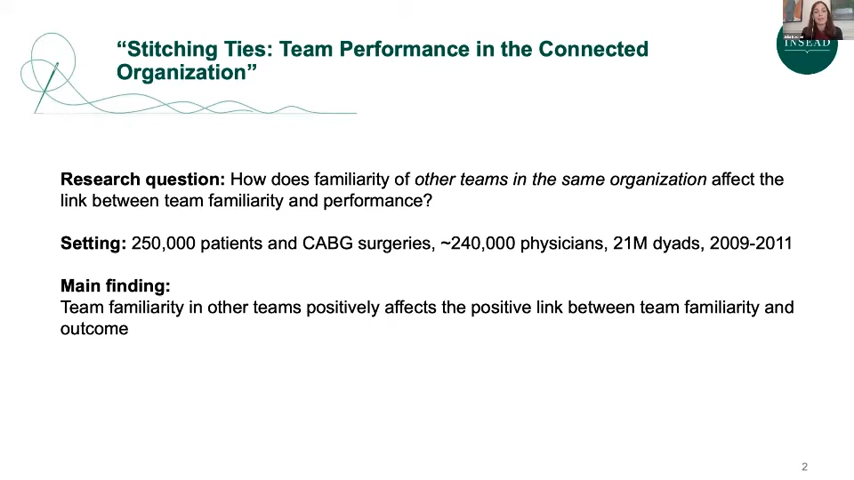 “Stitching Ties: Team Performance in the Connected
Organization”
INSEAD
Research question: How does familiarity of other teams in the same organization affect the
link between team familiarity and performance?
Setting: 250,000 patients and CABG surgeries, ~240,000 physicians, 21M dyads, 2009-2011
Main finding:
Team familiarity in other teams positively affects the positive link between team familiarity and
outcome
2